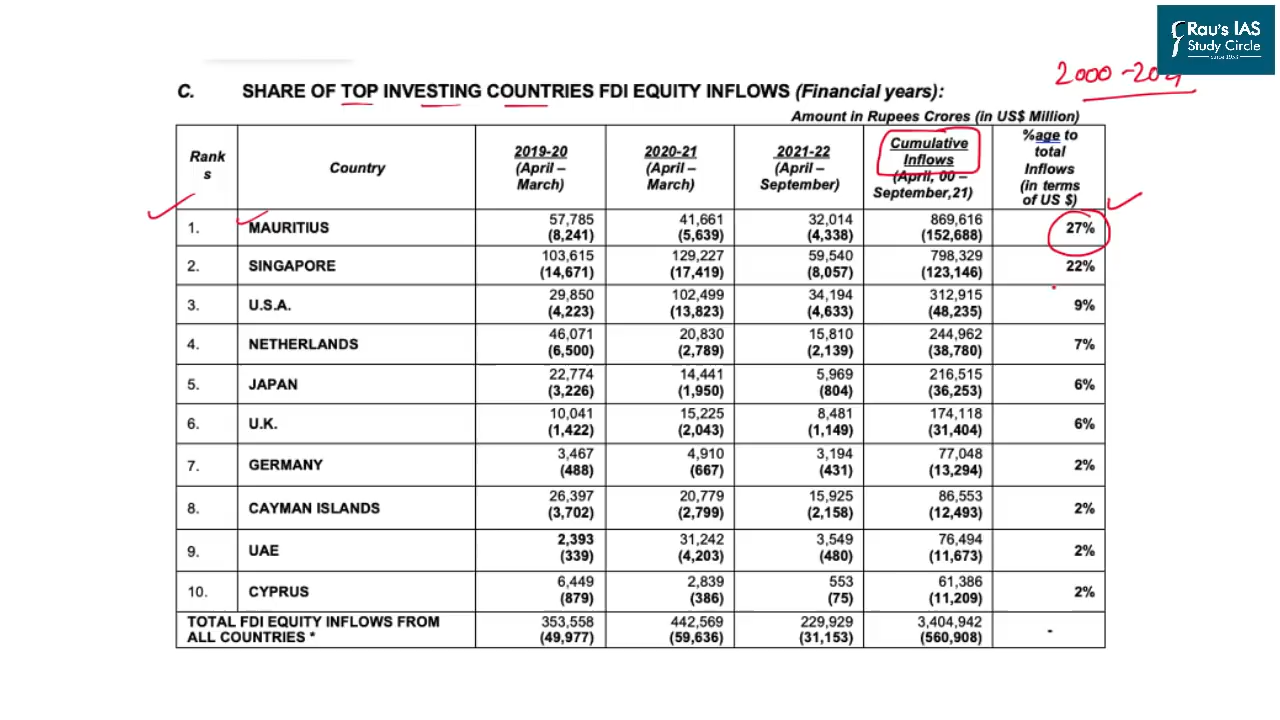 Rau's IAS
Study Circle
since 1953
2000-2021
C. SHARE OF TOP INVESTING COUNTRIES FDI EQUITY INFLOWS (Financial years):
Amount in Rupees Crores (in US$ Million)
Ranks Country 2019-20 (April – March) 2020-21 (April – March) 2021-22 (April – September) Cumulative Inflows (April, 00 – September,21) %age to total Inflows (in terms of US $)
1. MAURITIUS 57,785 (8,241) 41,661 (5,639) 32,014 (4,338) 869,616 (152,688) 27%
2. SINGAPORE 103,615 (14,671) 129,227 (17,419) 59,540 (8,057) 798,329 (123,146) 22%
3. U.S.A. 29,850 (4,223) 102,499 (13,823) 34,194 (4,633) 312,915 (48,235) 9%
4. NETHERLANDS 46,071 (6,500) 20,830 (2,789) 15,810 (2,139) 244,962 (38,780) 7%
5. JAPAN 22,774 (3,226) 14,441 (1,950) 5,969 (804) 216,515 (36,253) 6%
6. U.K. 10,041 (1,422) 15,225 (2,043) 8,481 (1,149) 174,118 (31,404) 6%
7. GERMANY 3,467 (488) 4,910 (667) 3,194 (431) 77,048 (13,294) 2%
8. CAYMAN ISLANDS 26,397 (3,702) 20,779 (2,799) 15,925 (2,158) 86,553 (12,493) 2%
9. UAE 2,393 (339) 31,242 (4,203) 3,549 (480) 76,494 (11,673) 2%
10. CYPRUS 6,449 (879) 2,839 (386) 553 (75) 61,386 (11,209) 2%
TOTAL FDI EQUITY INFLOWS FROM ALL COUNTRIES * 353,558 (49,977) 442,569 (59,636) 229,929 (31,153) 3,404,942 (560,908) -